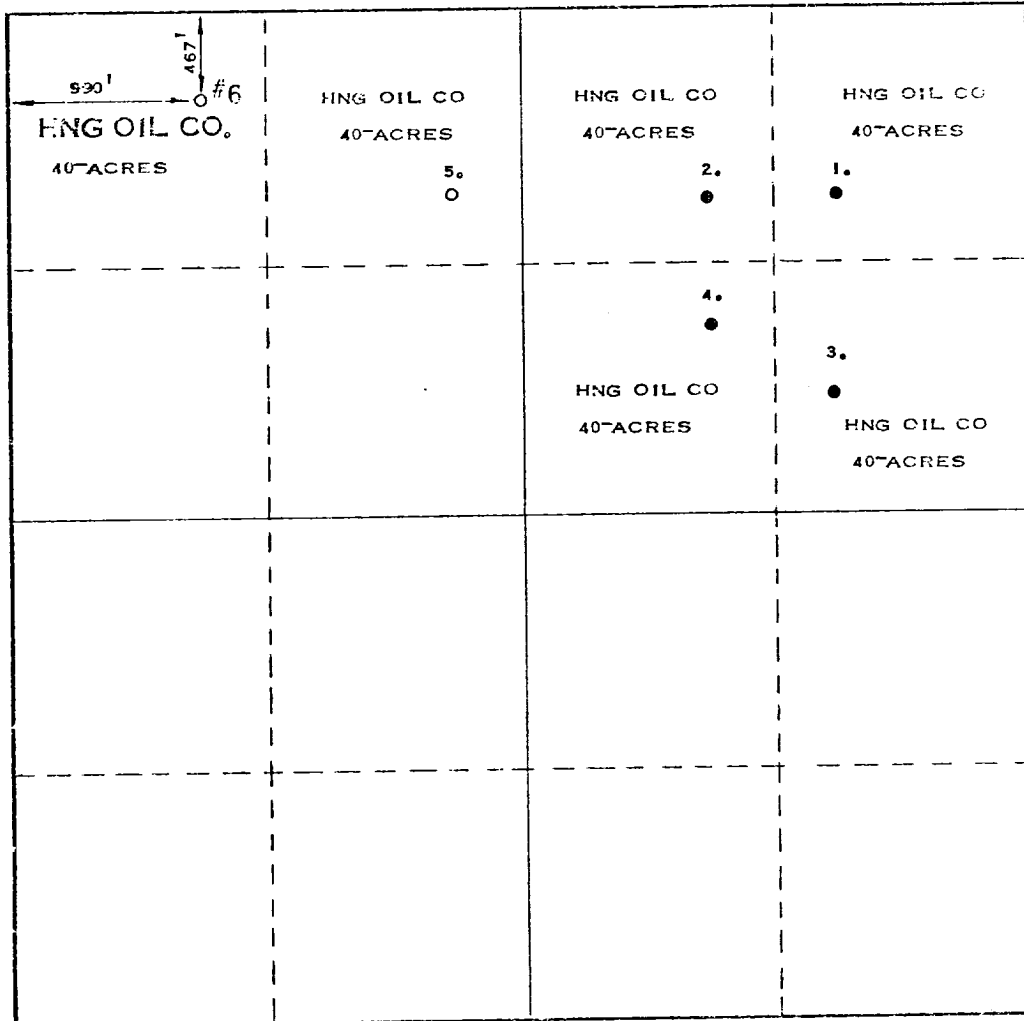 467'
990'
#6
HNG OIL CO.
40-ACRES
HNG OIL CO
40-ACRES
5.
HNG OIL CO
40-ACRES
2.
HNG OIL CO
40-ACRES
1.
4.
HNG OIL CO
40-ACRES
3.
HNG OIL CO
40-ACRES